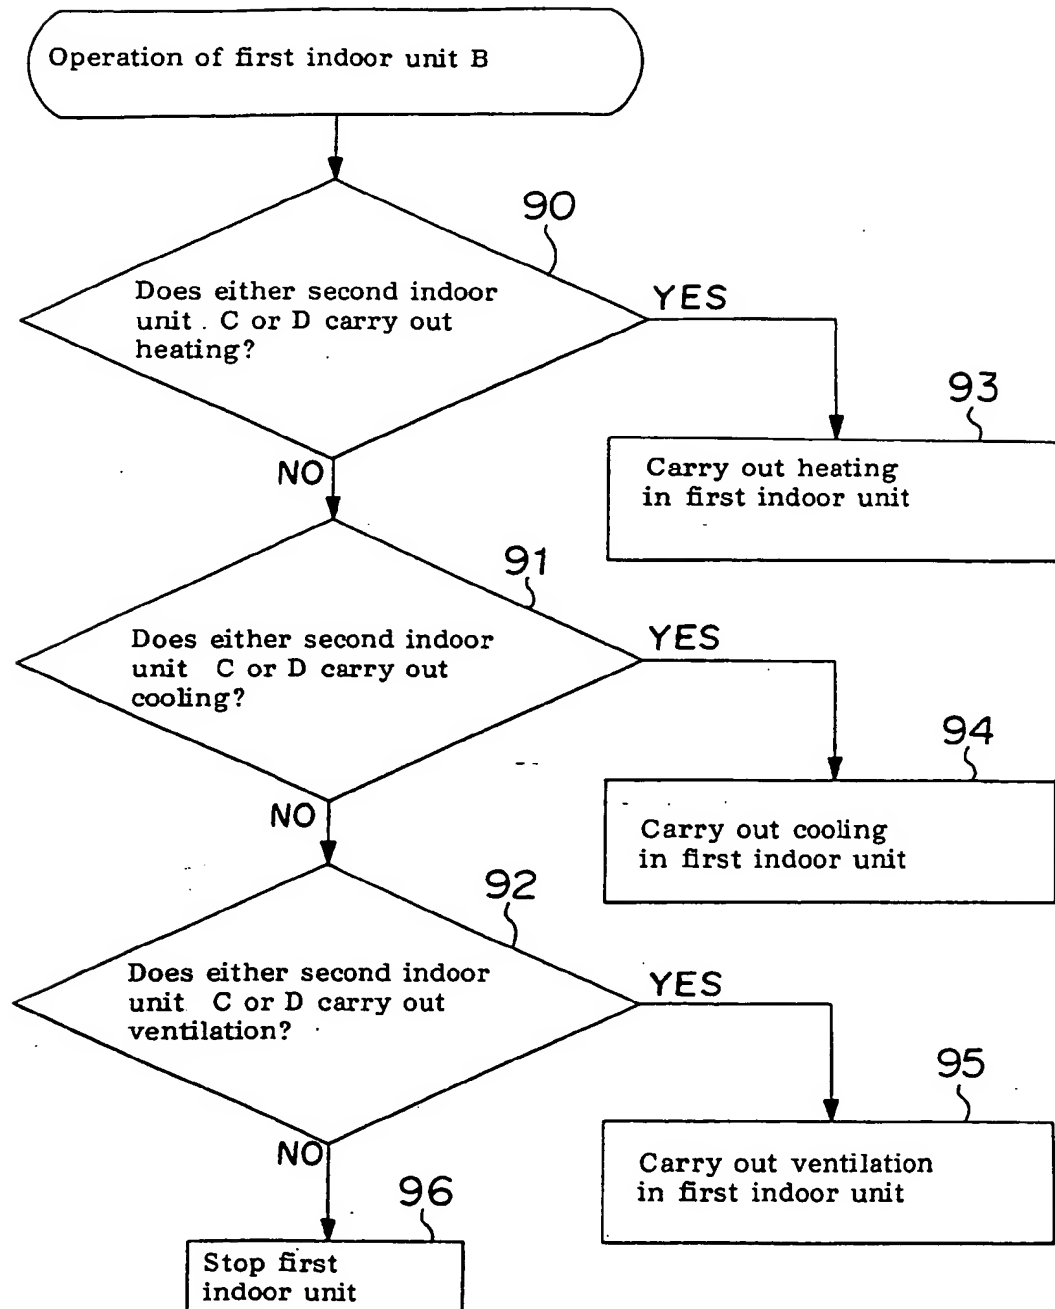 Operation of first indoor unit B
90
Does either second indoor
unit. C or D carry out
heating?
YES
93
Carry out heating
in first indoor unit
NO
91
Does either second indoor
unit C or D carry out
cooling?
YES
94
Carry out cooling
in first indoor unit
NO
92
Does either second indoor
unit C or D carry out
ventilation?
YES
95
Carry out ventilation
in first indoor unit
NO
96
Stop first
indoor unit